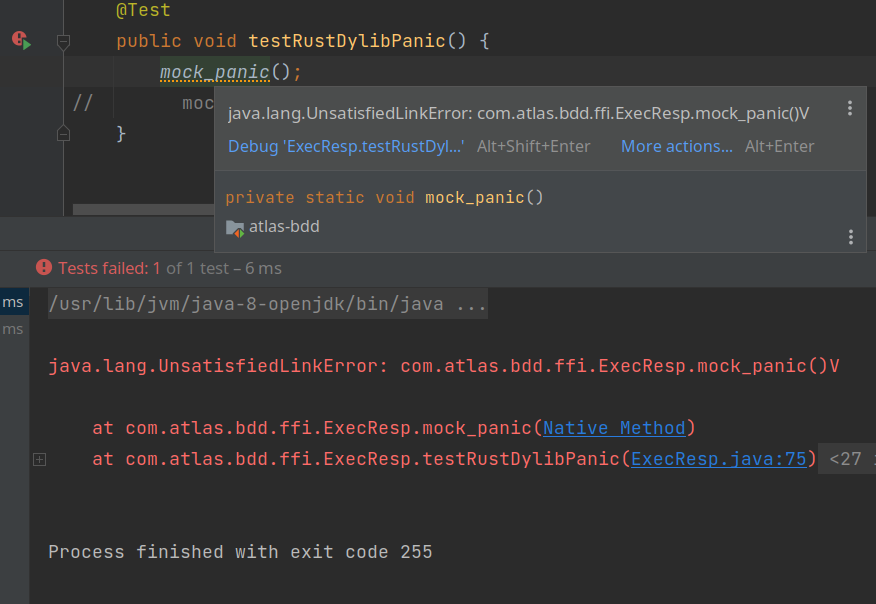 @Test
public void testRustDylibPanic() {
mock_panic();
// moc
java.lang.UnsatisfiedLinkError: com.atlas.bdd.ffi.ExecResp.mock_panic()V
Debug 'ExecResp.testRustDyl...' Alt+Shift+Enter More actions... Alt+Enter
}
private static void mock_panic()
atlas-bdd
Tests failed: 1 of 1 test – 6 ms
ms
/usr/lib/jvm/java-8-openjdk/bin/java ...
ms
java.lang.UnsatisfiedLinkError: com.atlas.bdd.ffi.ExecResp.mock_panic()V
at com.atlas.bdd.ffi.ExecResp.mock_panic(Native Method)
at com.atlas.bdd.ffi.ExecResp.testRustDylibPanic(ExecResp.java:75) <27
Process finished with exit code 255